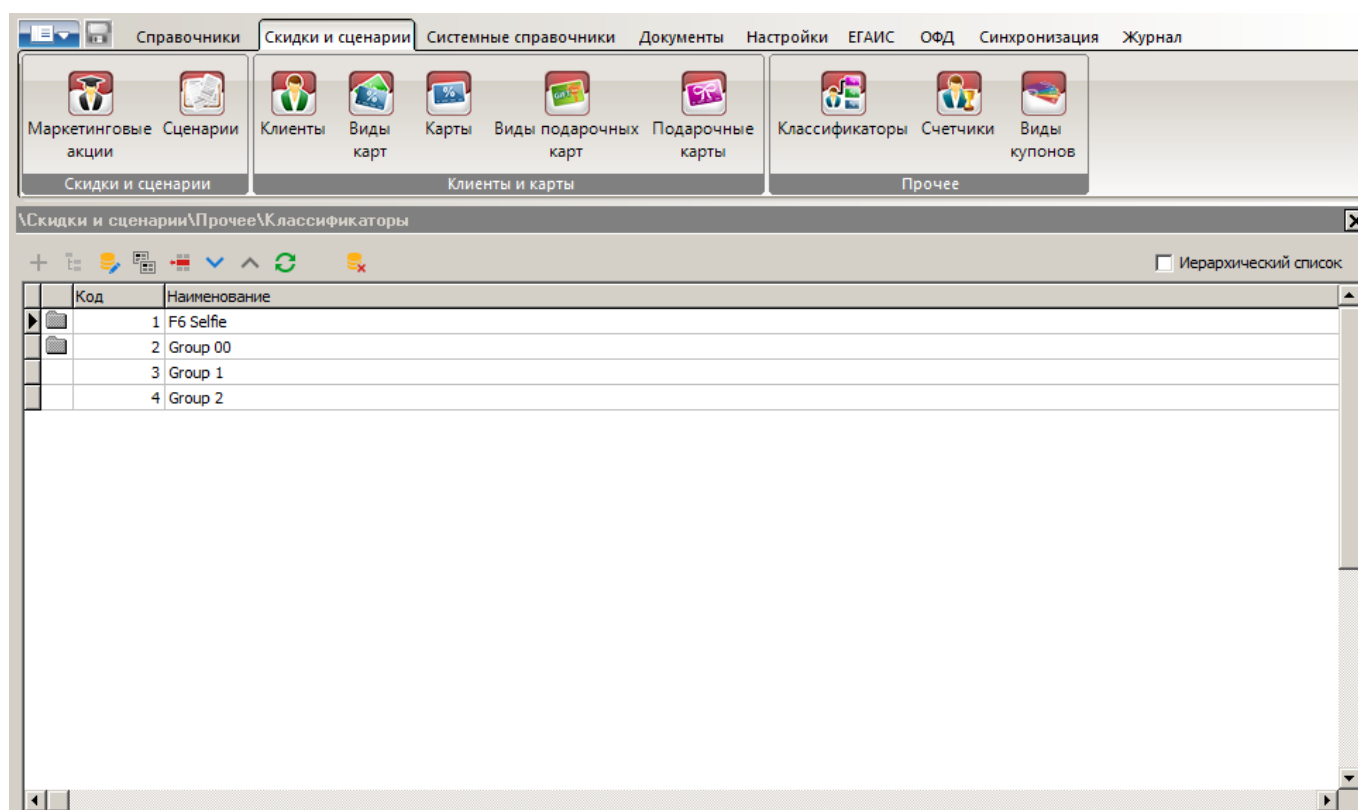 Справочники Скидки и сценарии Системные справочники Документы Настройки ЕГАИС ОФД Синхронизация Журнал
Маркетинговые акции Сценарии Клиенты Виды карт Карты Виды подарочных карт Подарочные карты Классификаторы Счетчики Виды купонов
Скидки и сценарии Клиенты и карты Прочее
\Скидки и сценарии\Прочее\Классификаторы
Иерархический список
Код Наименование
1 F6 Selfie
2 Group 00
3 Group 1
4 Group 2